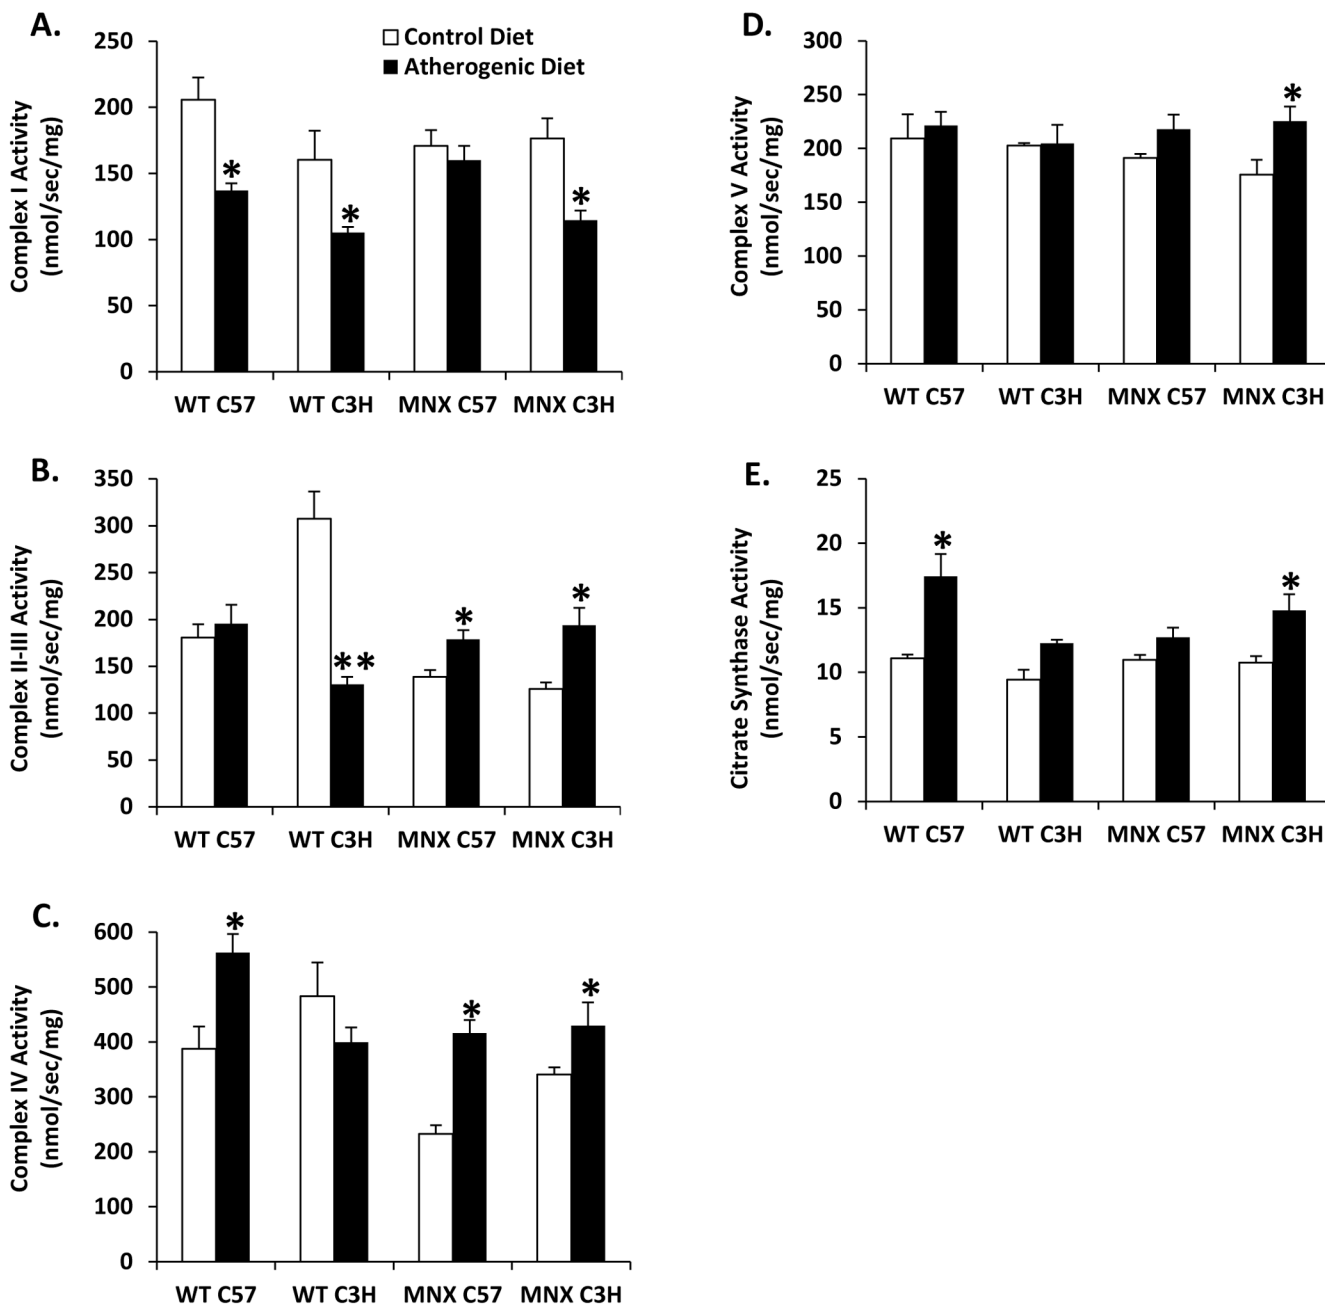 A.
Control Diet
Atherogenic Diet
Complex I Activity
(nmol/sec/mg)
250
200
150
100
50
0
*
*
*
WT C57 WT C3H MNX C57 MNX C3H
B.
Complex II-III Activity
(nmol/sec/mg)
350
300
250
200
150
100
50
0
**
*
*
WT C57 WT C3H MNX C57 MNX C3H
C.
Complex IV Activity
(nmol/sec/mg)
600
500
400
300
200
100
0
*
*
*
WT C57 WT C3H MNX C57 MNX C3H
D.
Complex V Activity
(nmol/sec/mg)
300
250
200
150
100
50
0
*
WT C57 WT C3H MNX C57 MNX C3H
E.
Citrate Synthase Activity
(nmol/sec/mg)
25
20
15
10
5
0
*
*
WT C57 WT C3H MNX C57 MNX C3H